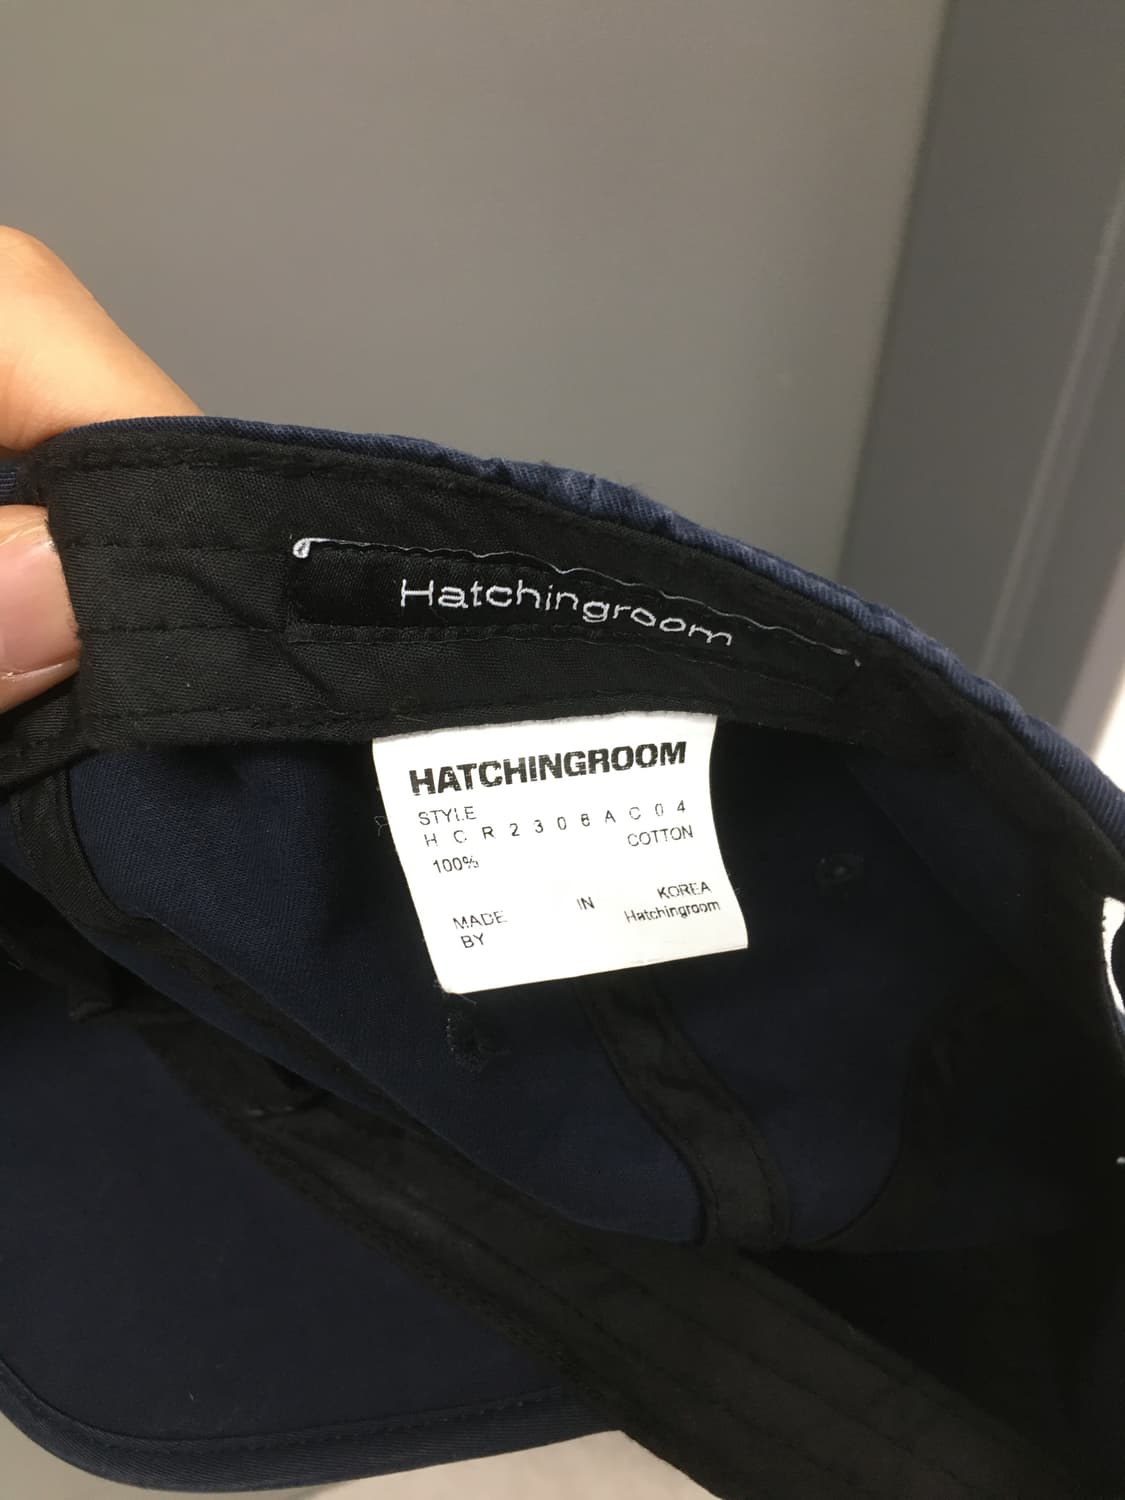 Hatchingroom
HATCHINGROOM
STYLE
H C R 2 3 0 6 A C 0 4
100% COTTON
MADE IN KOREA
BY Hatchingroom